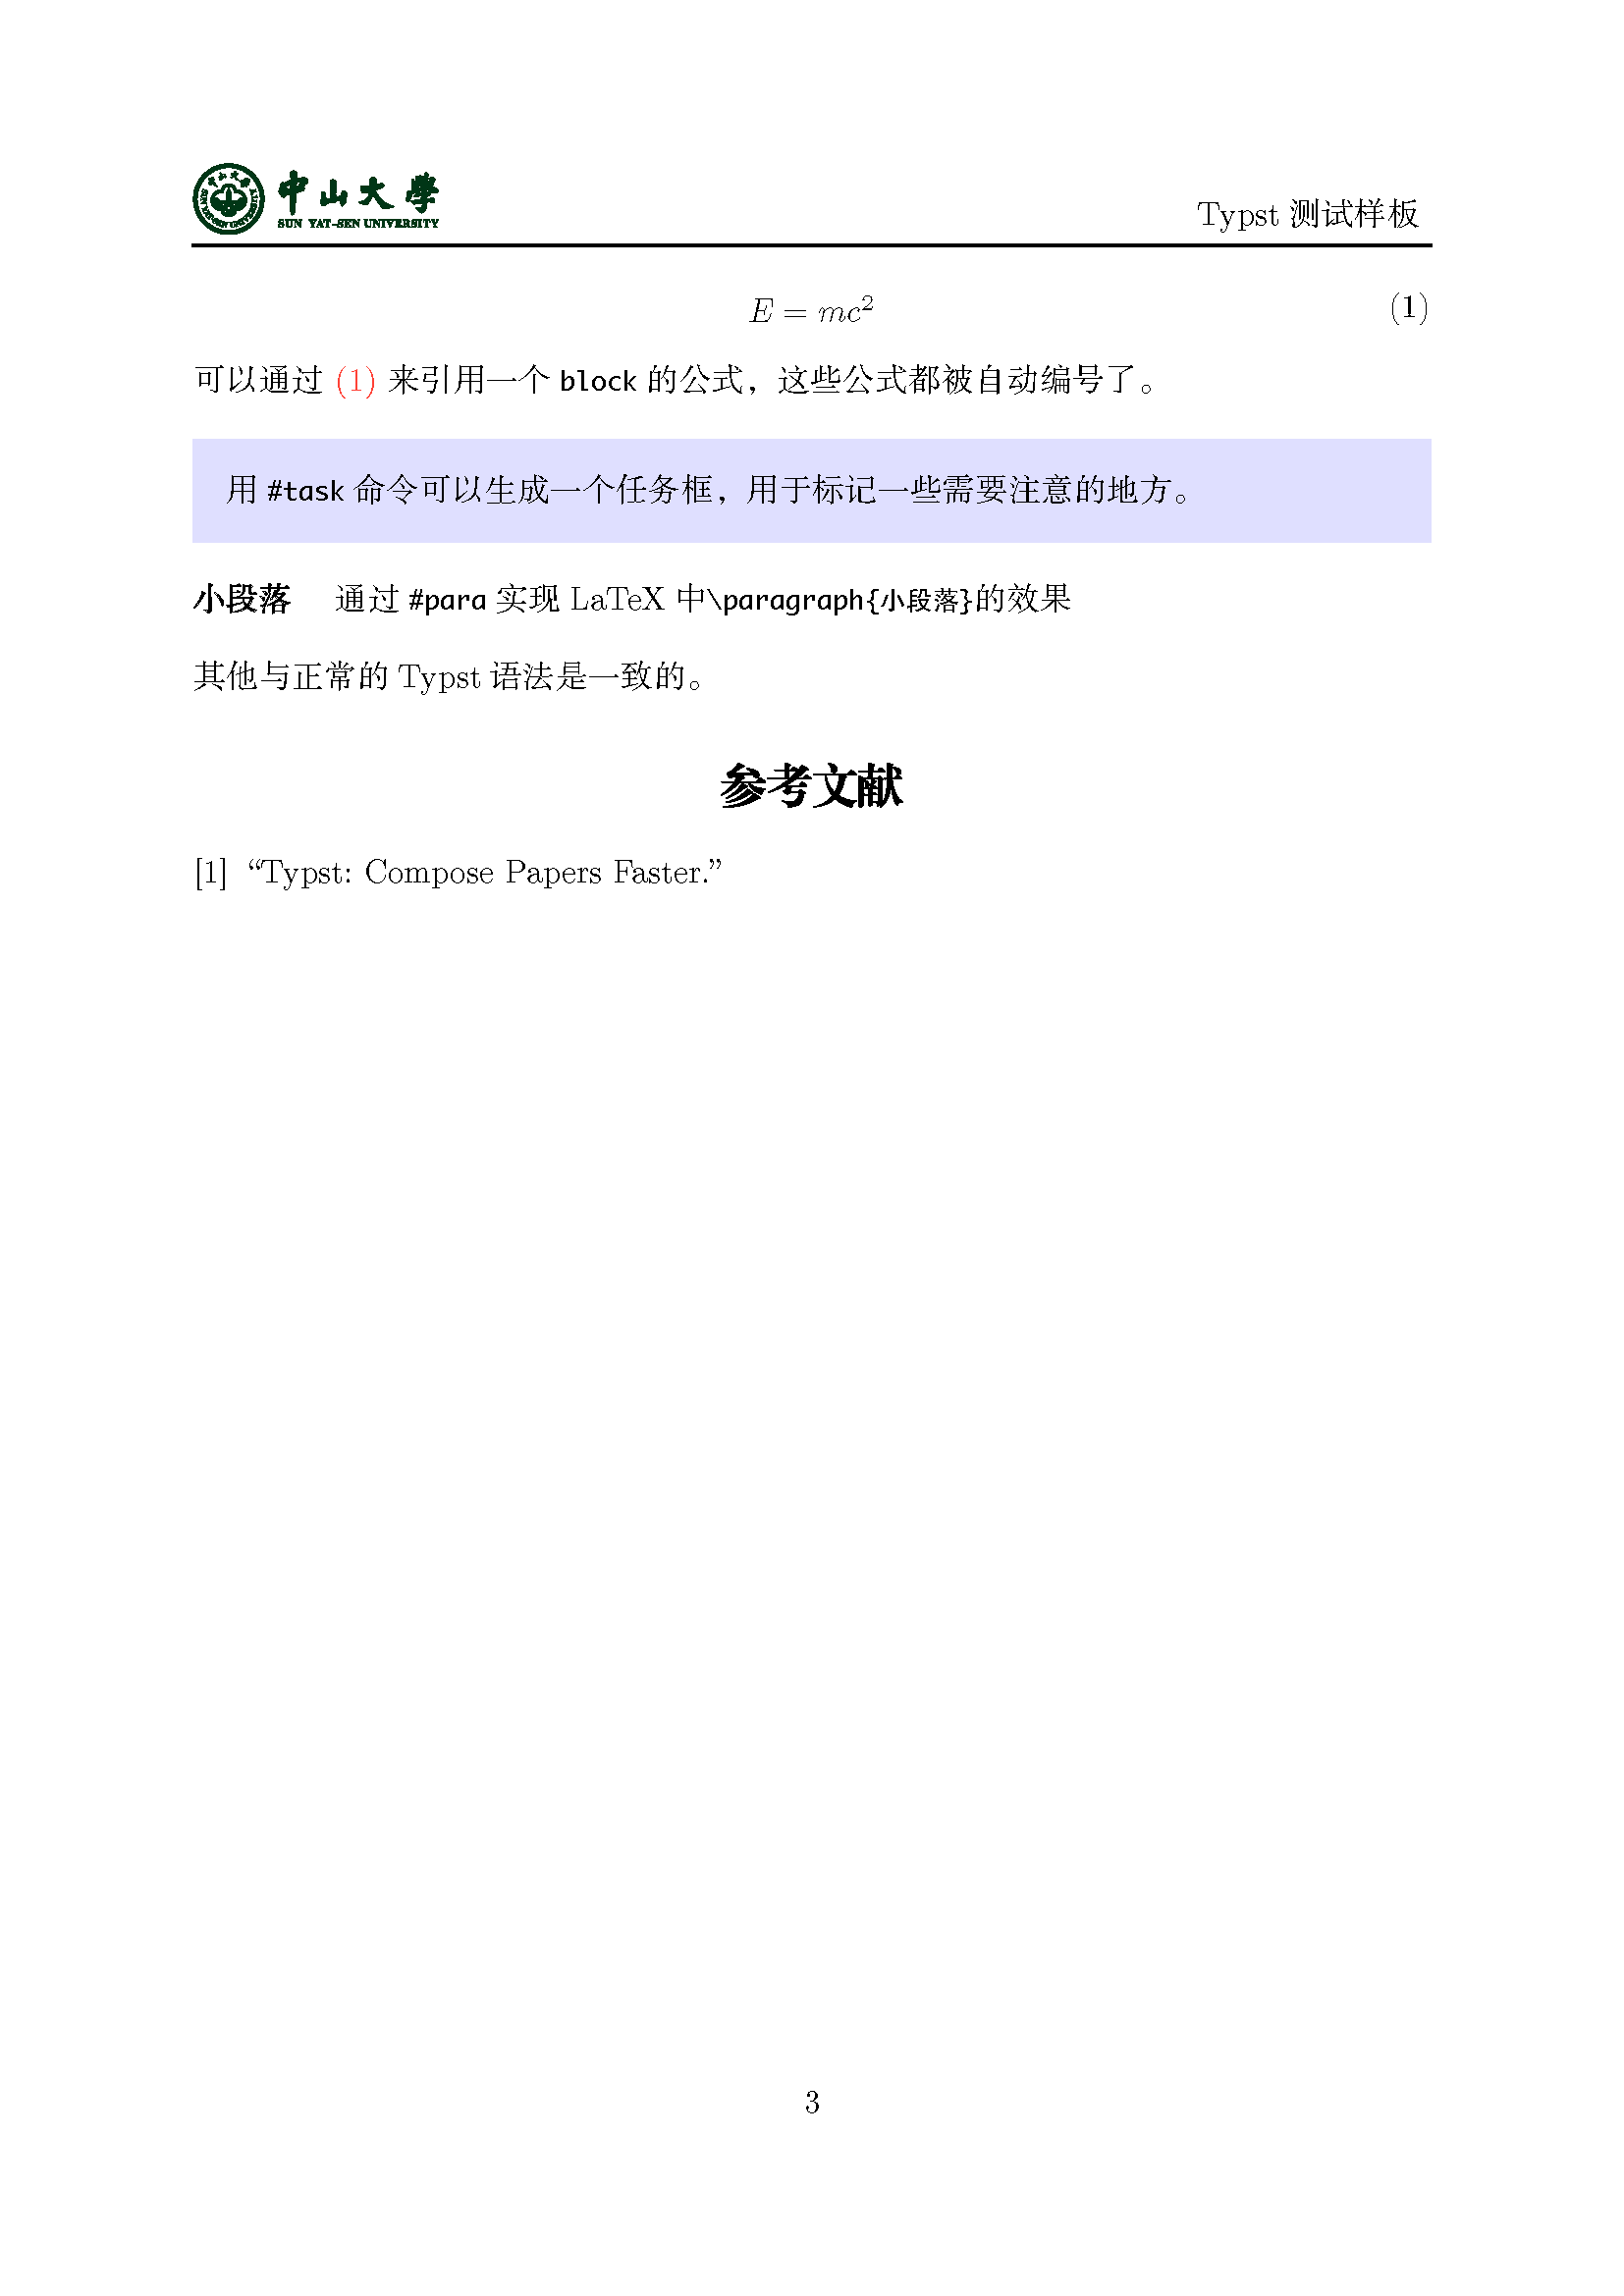 中山大學
SUN YAT-SEN UNIVERSITY
Typst 测试样板
E = mc² (1)
可以通过 (1) 来引用一个 block 的公式，这些公式都被自动编号了。
用 #task 命令可以生成一个任务框，用于标记一些需要注意的地方。
小段落 通过 #para 实现 LaTeX 中\paragraph{小段落}的效果
其他与正常的 Typst 语法是一致的。
参考文献
[1] “Typst: Compose Papers Faster.”
3